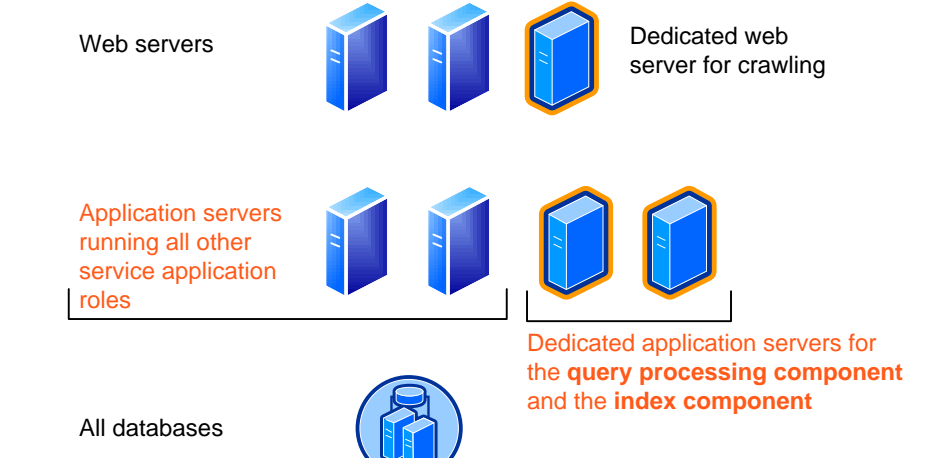 Web servers
Dedicated web
server for crawling
Application servers
running all other
service application
roles
Dedicated application servers for
the query processing component
and the index component
All databases